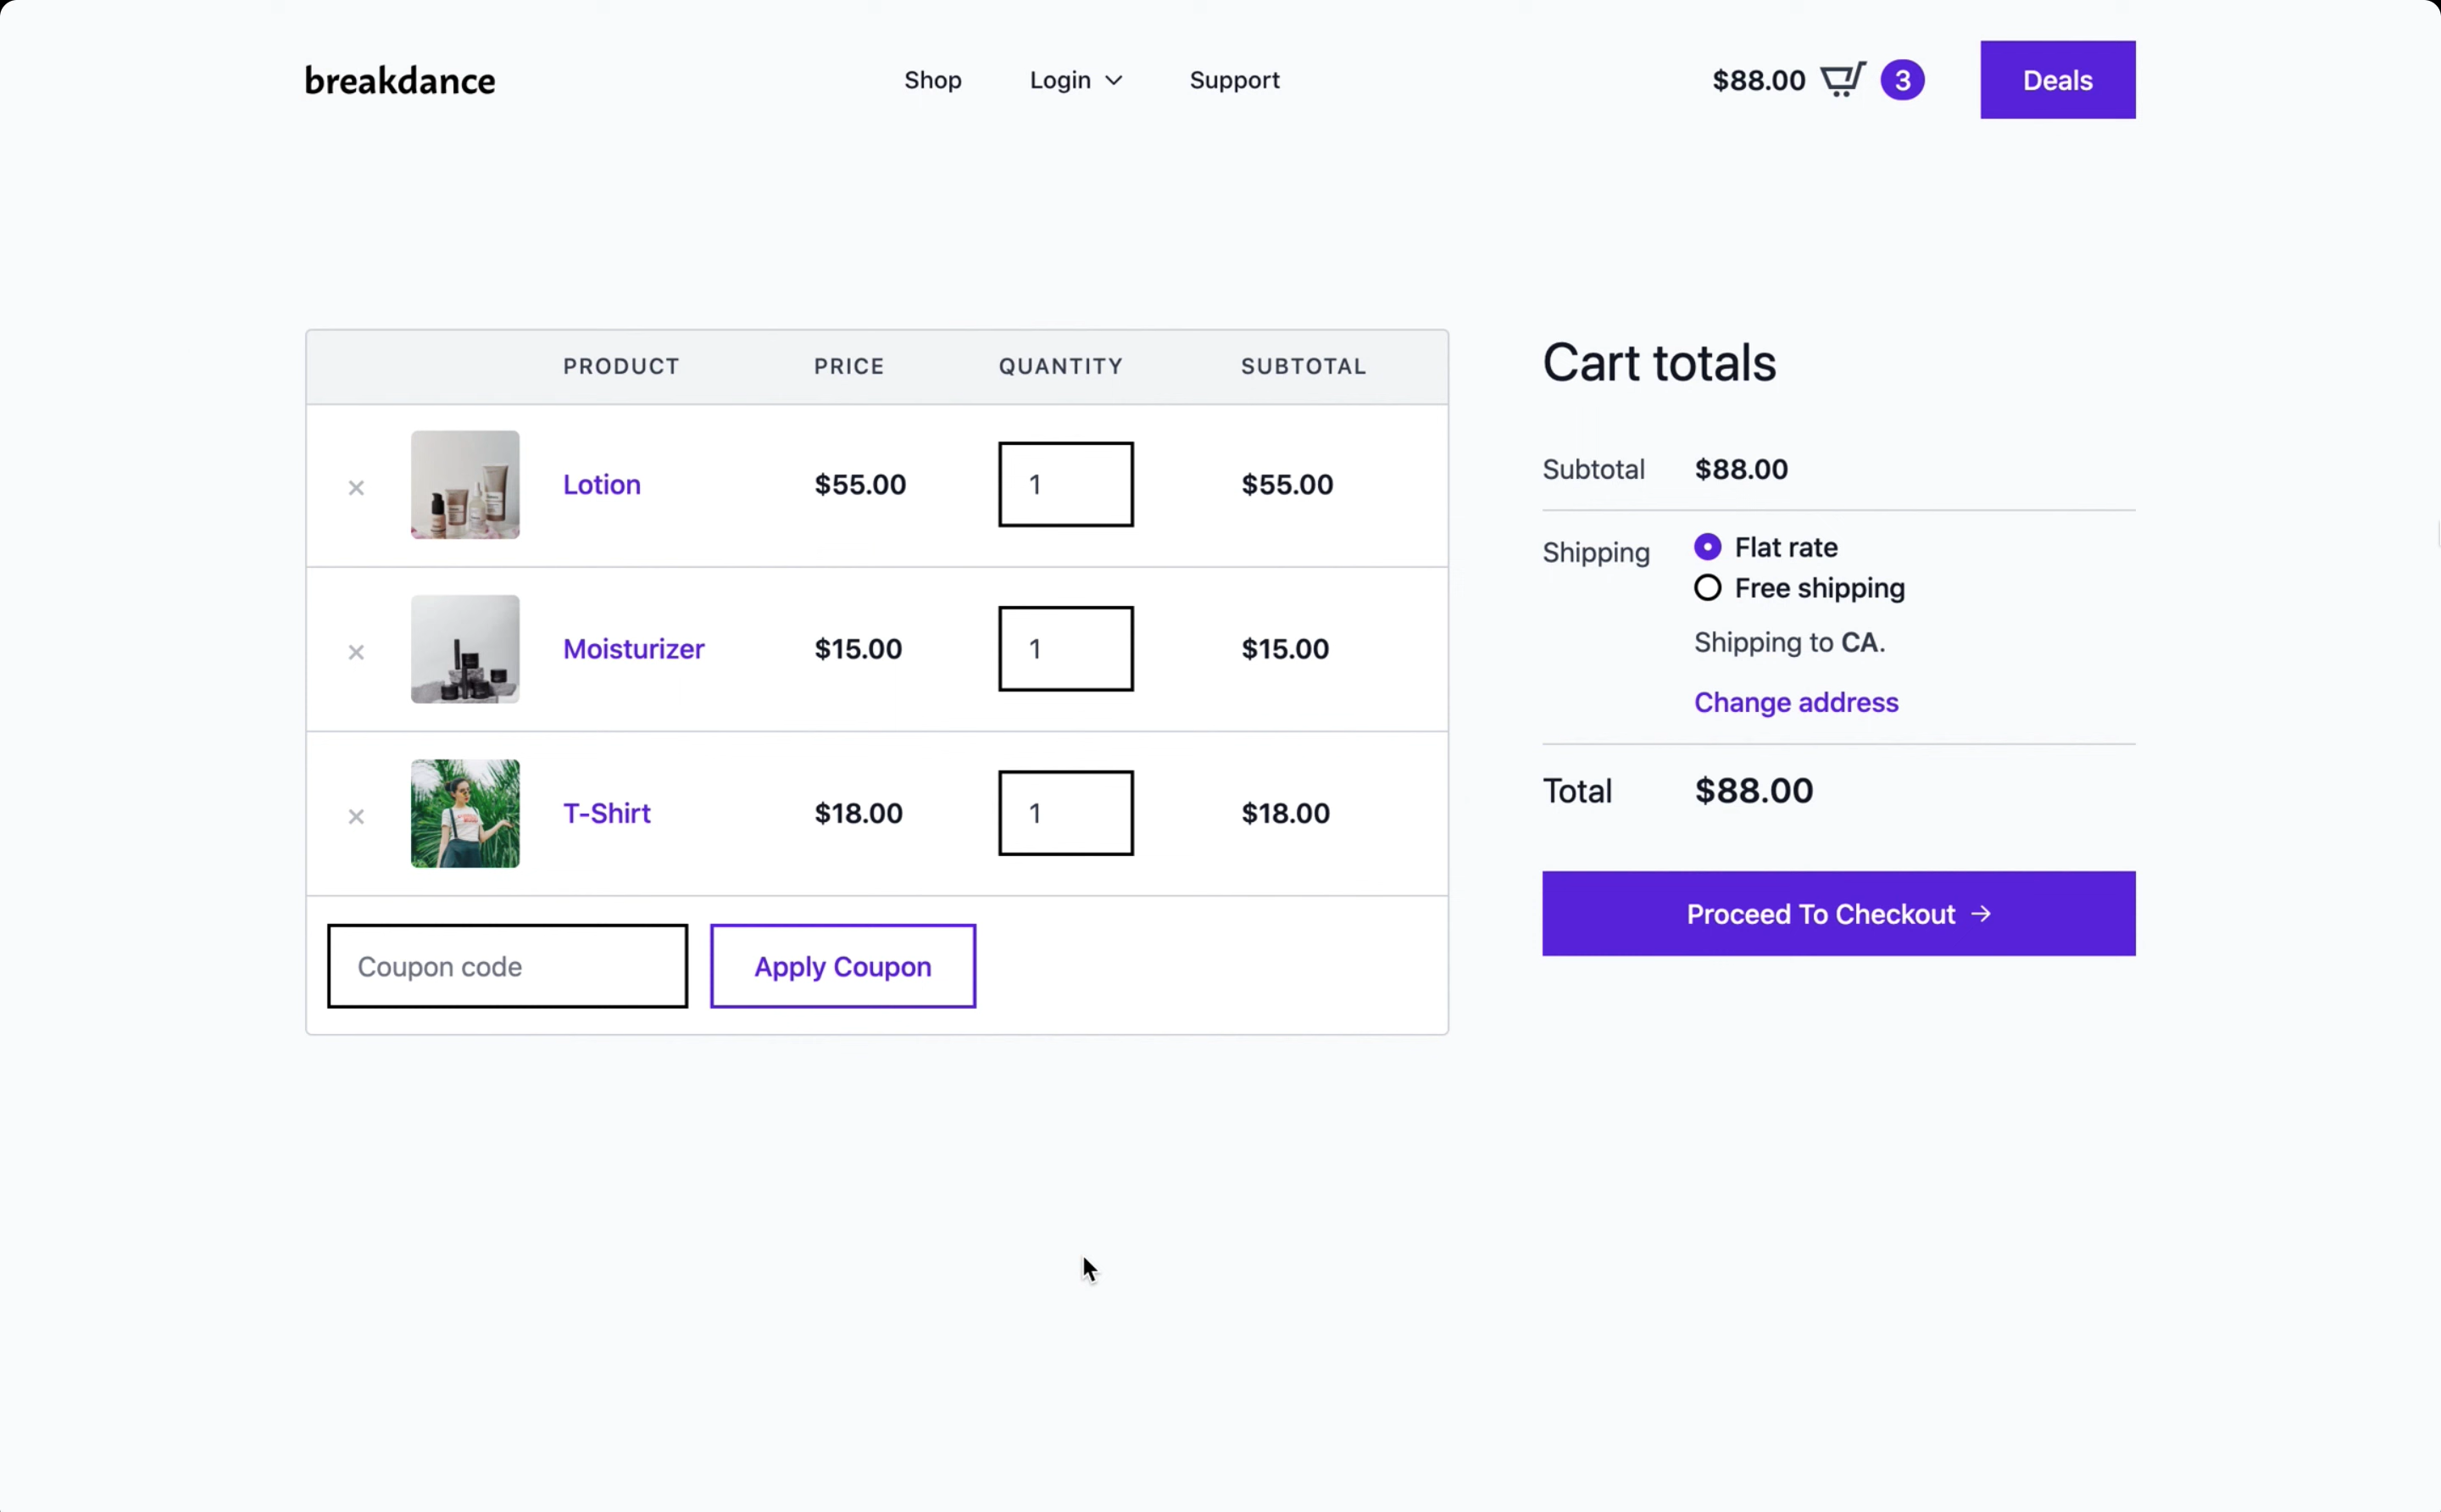 breakdance
Shop Login Support
$88.00 3 Deals
PRODUCT PRICE QUANTITY SUBTOTAL
× Lotion $55.00 1 $55.00
× Moisturizer $15.00 1 $15.00
× T-Shirt $18.00 1 $18.00
Coupon code Apply Coupon
Cart totals
Subtotal $88.00
Shipping Flat rate
Free shipping
Shipping to CA.
Change address
Total $88.00
Proceed To Checkout →